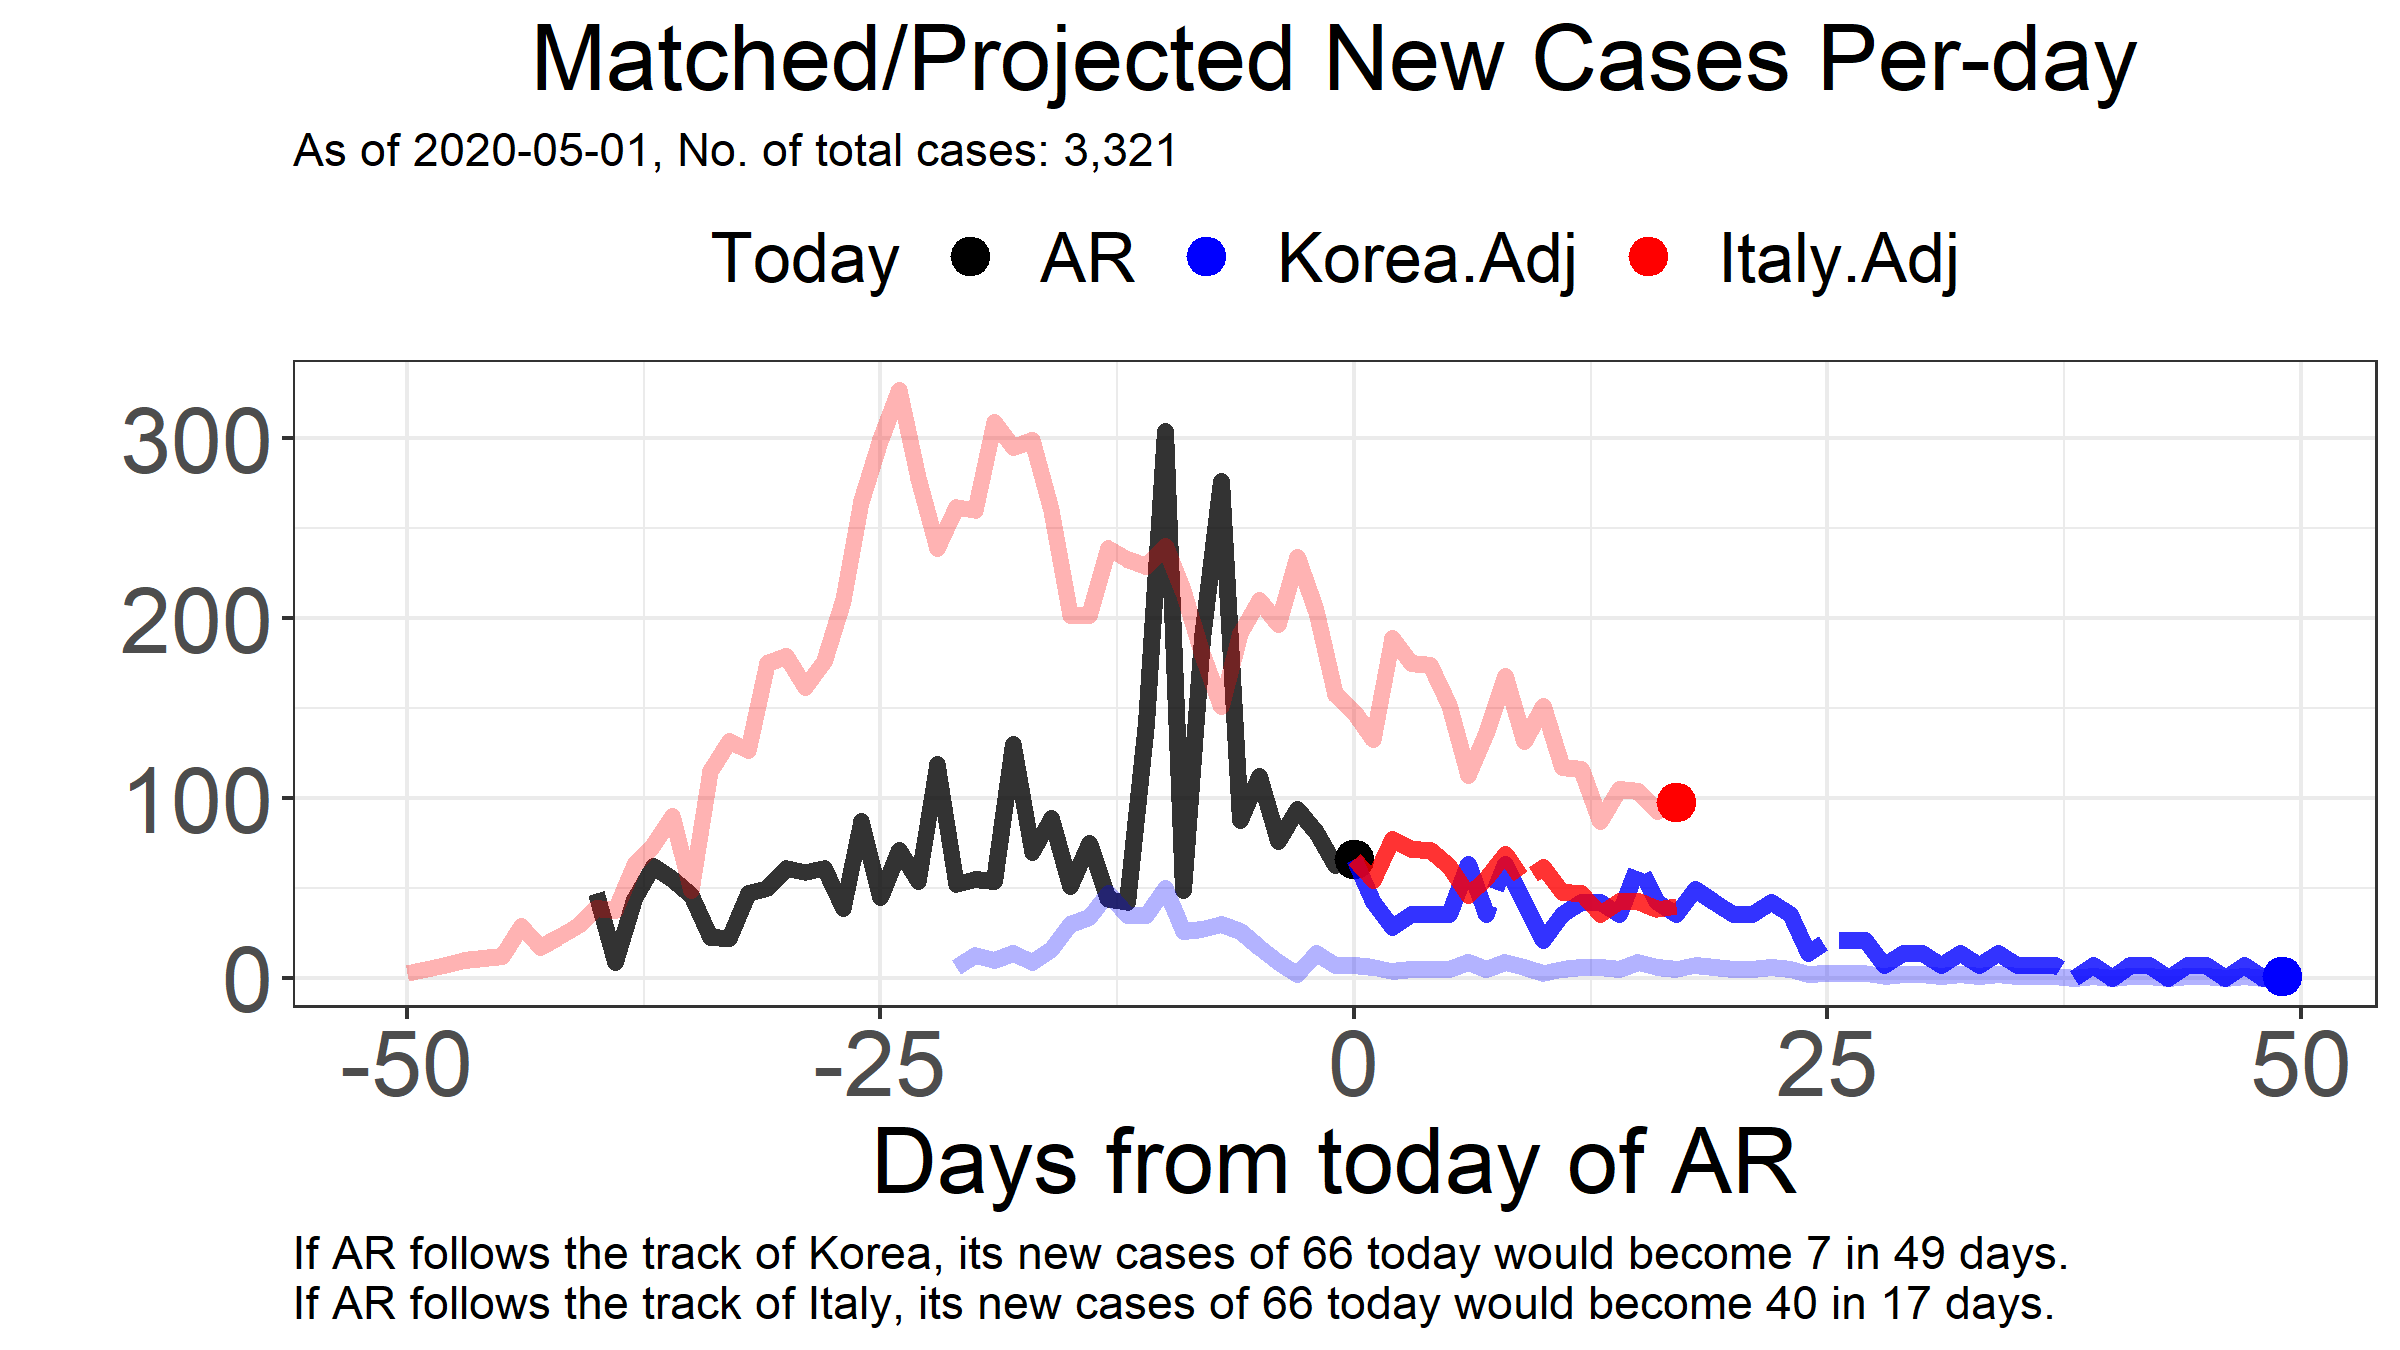 Matched/Projected New Cases Per-day
As of 2020-05-01, No. of total cases: 3,321
Today AR Korea.Adj Italy.Adj
300
200
100
0
-50 -25 0 25 50
Days from today of AR
If AR follows the track of Korea, its new cases of 66 today would become 7 in 49 days.
If AR follows the track of Italy, its new cases of 66 today would become 40 in 17 days.